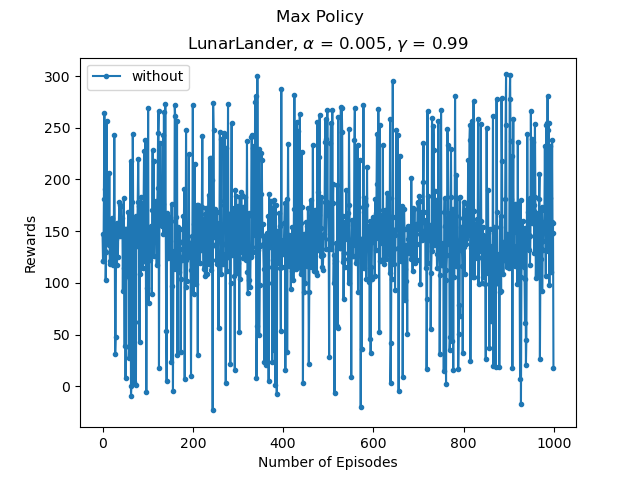 Max Policy
LunarLander, α = 0.005, γ = 0.99
without
300
250
200
150
100
50
0
Rewards
0 200 400 600 800 1000
Number of Episodes